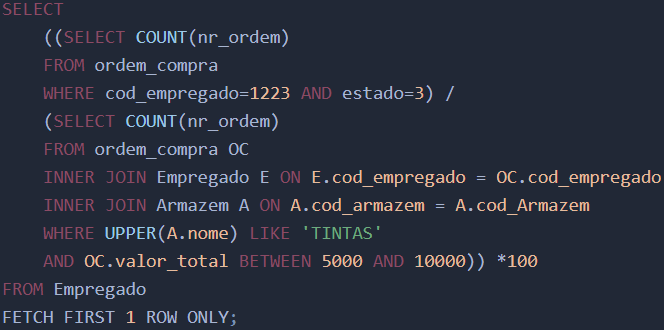 SELECT
((SELECT COUNT(nr_ordem)
FROM ordem_compra
WHERE cod_empregado=1223 AND estado=3) /
(SELECT COUNT(nr_ordem)
FROM ordem_compra OC
INNER JOIN Empregado E ON E.cod_empregado = OC.cod_empregado
INNER JOIN Armazem A ON A.cod_armazem = A.cod_Armazem
WHERE UPPER(A.nome) LIKE 'TINTAS'
AND OC.valor_total BETWEEN 5000 AND 10000)) *100
FROM Empregado
FETCH FIRST 1 ROW ONLY;